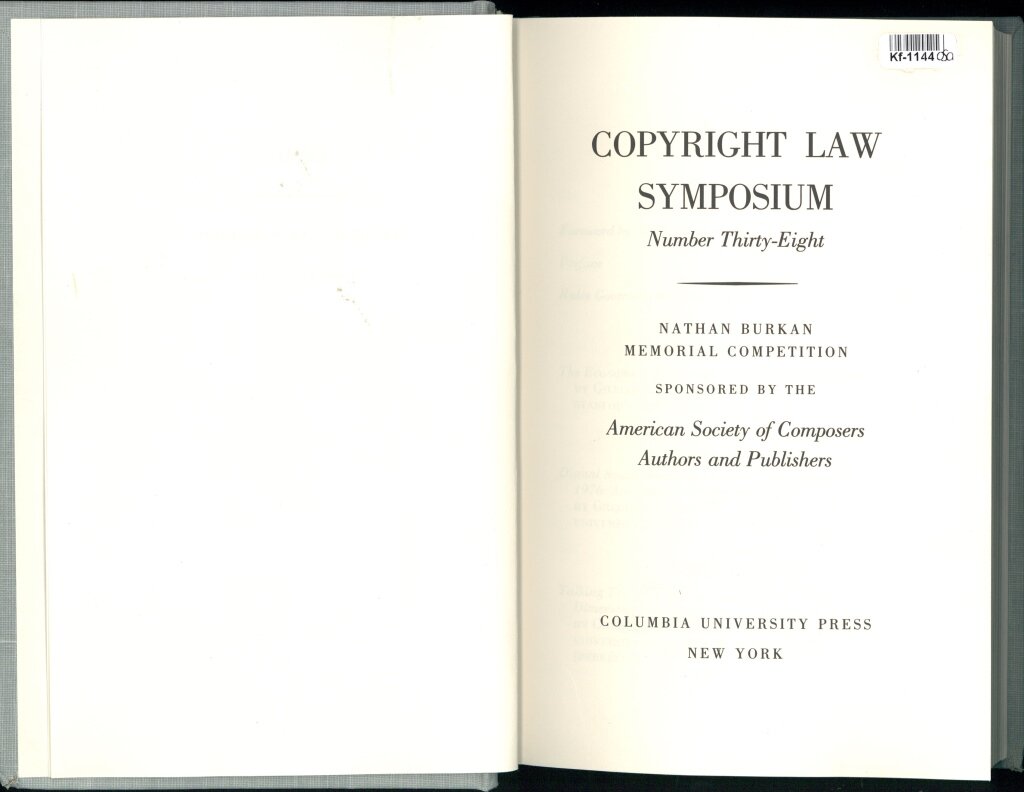 Kf-1144
COPYRIGHT LAW
SYMPOSIUM
Number Thirty-Eight
NATHAN BURKAN
MEMORIAL COMPETITION
SPONSORED BY THE
American Society of Composers
Authors and Publishers
COLUMBIA UNIVERSITY PRESS
NEW YORK